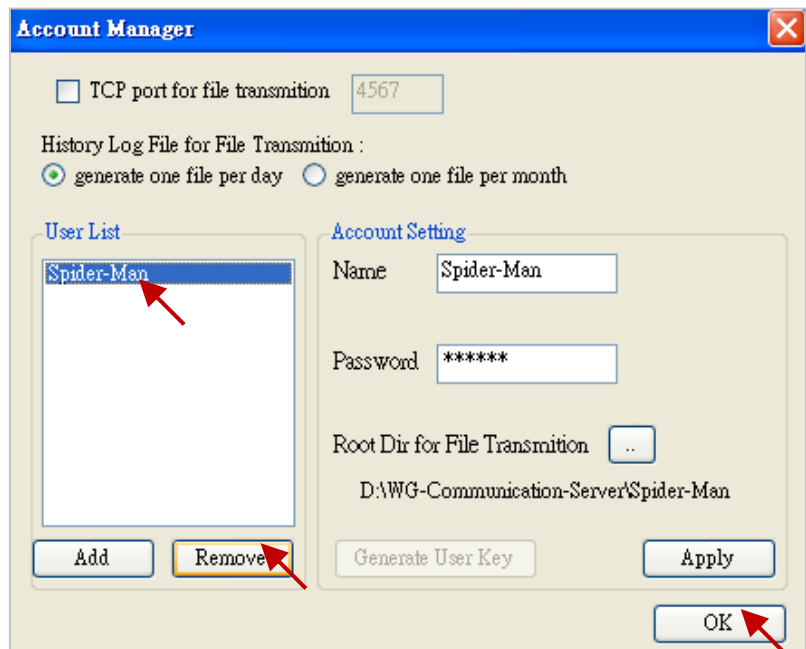 Account Manager
TCP port for file transmition 4567
History Log File for File Transmition :
generate one file per day generate one file per month
User List
Spider-Man
Add Remove
Account Setting
Name Spider-Man
Password ******
Root Dir for File Transmition ..
D:\WG-Communication-Server\Spider-Man
Generate User Key Apply
OK